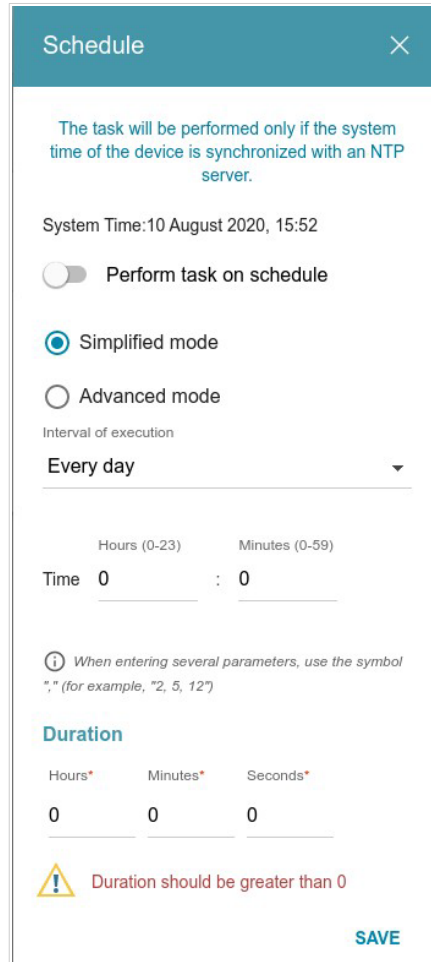 Schedule
The task will be performed only if the system
time of the device is synchronized with an NTP
server.
System Time:10 August 2020, 15:52
Perform task on schedule
Simplified mode
Advanced mode
Interval of execution
Every day
Hours (0-23) Minutes (0-59)
Time 0 : 0
When entering several parameters, use the symbol
"," (for example, "2, 5, 12")
Duration
Hours* Minutes* Seconds*
0 0 0
Duration should be greater than 0
SAVE